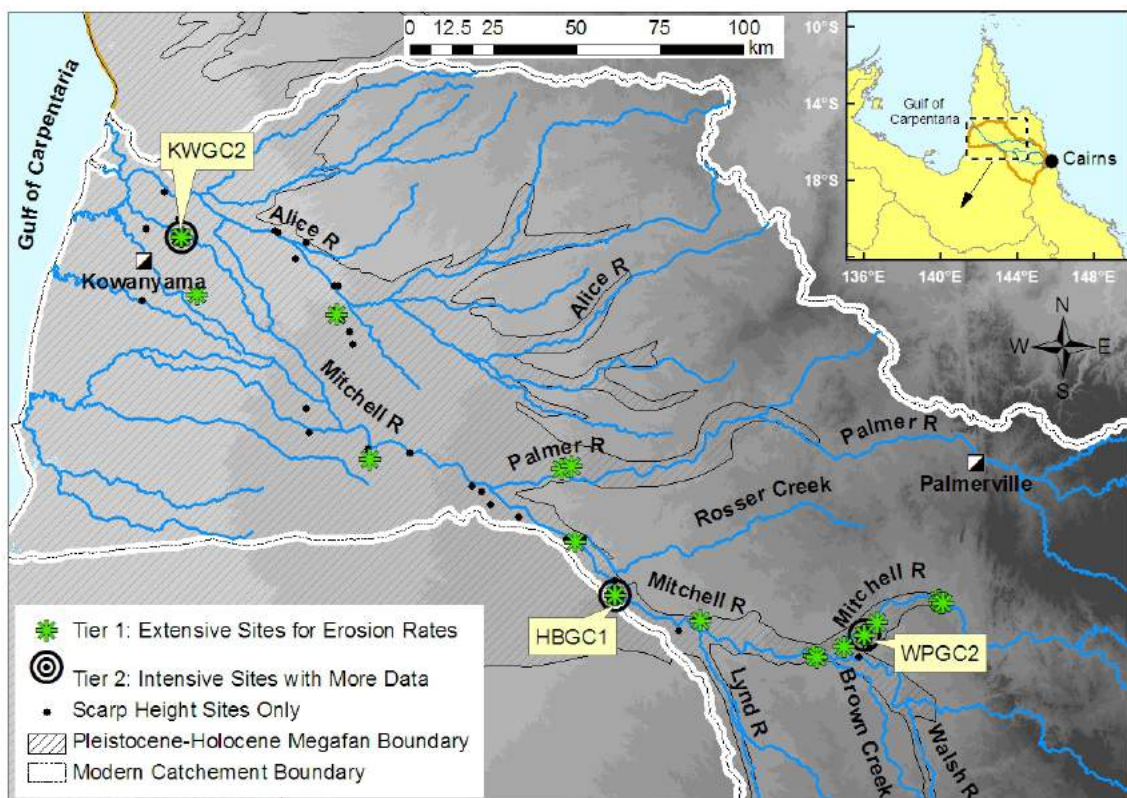 0 12.5 25 50 75 100
km
10°S
14°S
18°S
136°E 140°E 144°E 148°E
Gulf of
Carpentaria
Cairns
Gulf of Carpentaria
KWGC2
Alice R
Kowanyama
Alice R
N
W E
S
Mitchell R
Palmer R
Palmer R
Palmerville
Rosser Creek
Mitchell R
Mitchell R
HBGC1
WPGC2
Lynd R
Brown Creek
Walsh R
Tier 1: Extensive Sites for Erosion Rates
Tier 2: Intensive Sites with More Data
Scarp Height Sites Only
Pleistocene-Holocene Megafan Boundary
Modern Catchement Boundary